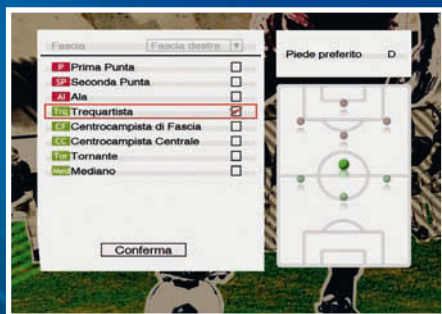 Fascia Fascia destra
P Prima Punta
SP Seconda Punta
Al Ala
Trq Trequartista
CF Centrocampista di Fascia
CC Centrocampista Centrale
Tor Tornante
Med Mediano
Conferma
Piede preferito D